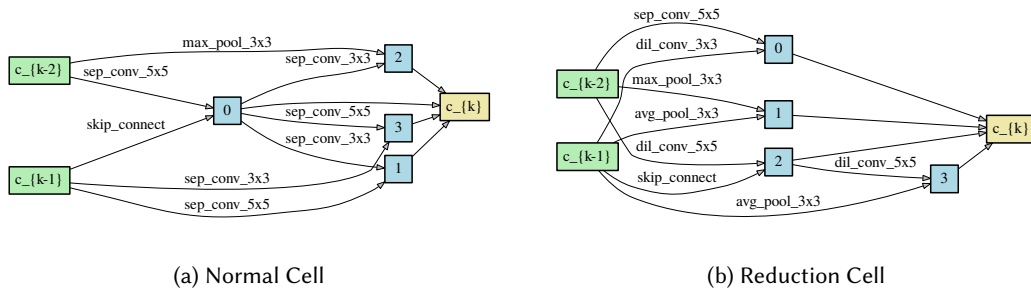 max_pool_3x3
sep_conv_5x5
c_{k-2}
skip_connect
c_{k-1}
0
sep_conv_3x3
2
sep_conv_5x5
3
sep_conv_3x3
1
sep_conv_3x3
sep_conv_5x5
c_{k}
(a) Normal Cell
sep_conv_5x5
dil_conv_3x3
0
c_{k-2}
max_pool_3x3
avg_pool_3x3
1
c_{k-1}
dil_conv_5x5
skip_connect
2
dil_conv_5x5
3
avg_pool_3x3
c_{k}
(b) Reduction Cell